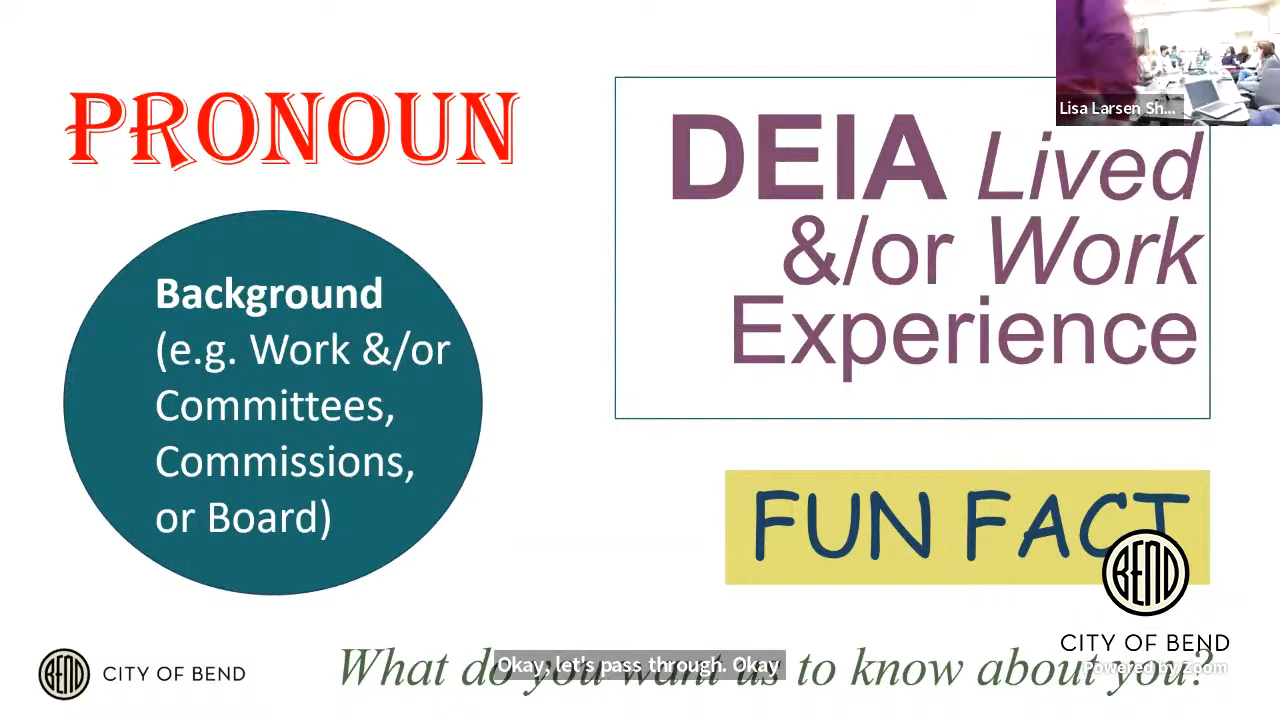 PRONOUN
Lisa Larsen Sh...
DEIA Lived
&/or Work
Experience
Background
(e.g. Work &/or
Committees,
Commissions,
or Board)
FUN FACT
BEND
CITY OF BEND
BEND
CITY OF BEND
What do you want us to know about you?
Okay, let's pass through. Okay
Powered by Zoom